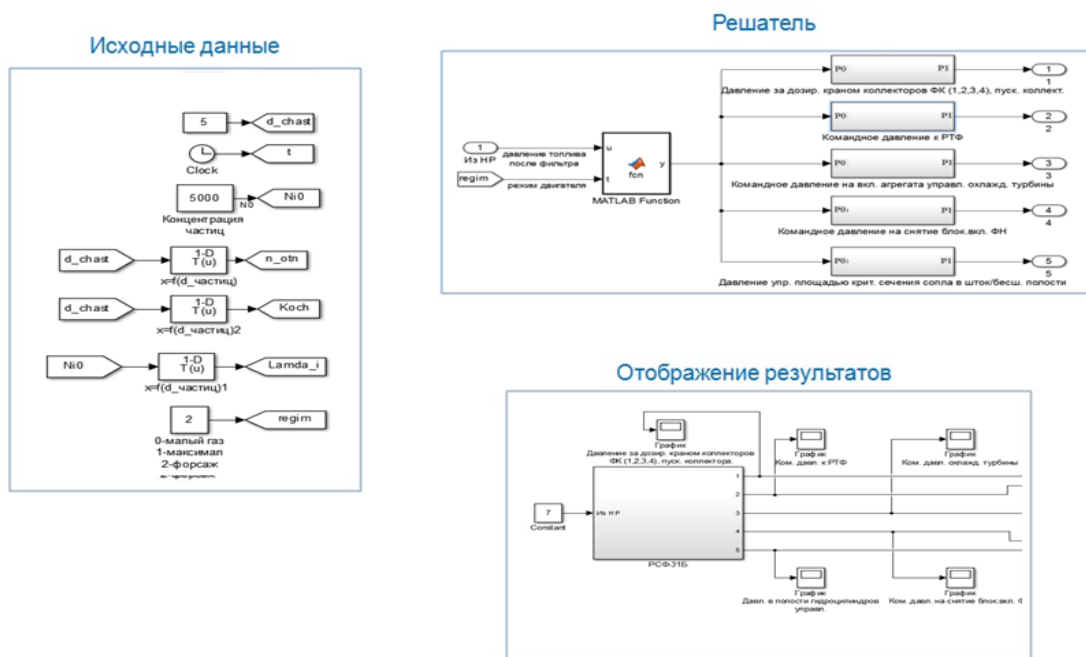 Исходные данные
5
d_chast
Clock
t
5000
N0
Ni0
Концентрация
частиц
d_chast
1-D
T(u)
n_otn
x=f(d_частиц)
d_chast
1-D
T(u)
Koch
x=f(d_частиц)2
Ni0
1-D
T(u)
Lamda_i
x=f(d_частиц)1
2
regim
0-малый газ
1-максимал
2-форсаж
2-форсаж
Решатель
1
Из НР
давление топлива
после фильтра
regim
режим двигателя
u
t
fcn
y
MATLAB Function
P0
P1
1
1
Давление за дозир. краном коллекторов ФК (1,2,3,4), пуск. коллект.
P0
P1
2
2
Командное давление к РТФ
P0
P1
3
3
Командное давление на вкл. агрегата управл. охлажд. турбины
P0
P1
4
4
Командное давление на снятие блок.вкл. ФН
P0
P1
5
5
Давление упр. площадью крит. сечения сопла в шток/бесш. полости
Отображение результатов
График
Давление за дозир. краном коллекторов
ФК (1,2,3,4), пуск. коллектора.
График
Ком. давл. к РТФ
График
Ком. давл. охлажд. турбины
7
Constant
Из НР
1
2
3
4
5
РСФ-31Б
График
Давл. в полости гидроцилиндров
управл.
График
Ком. давл. на снятие блок.вкл. Ф